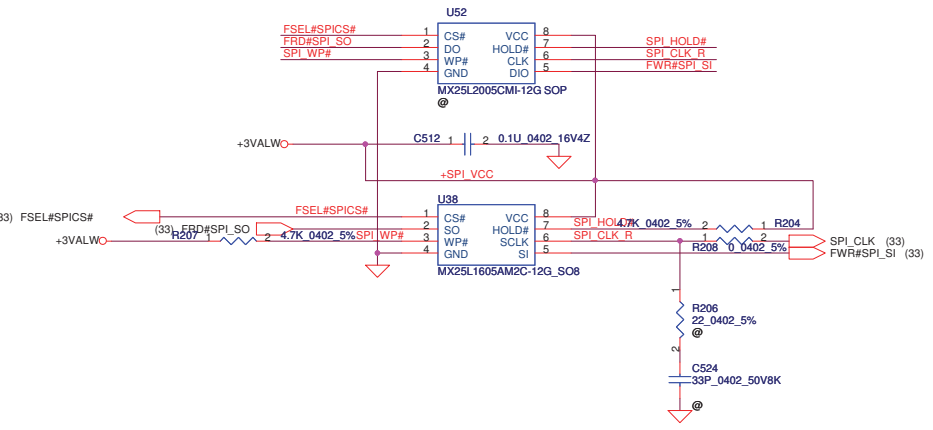 U52
FSEL#SPICS# 1 CS# VCC 8
FRD#SPI_SO 2 DO HOLD# 7 SPI_HOLD#
SPI_WP# 3 WP# CLK 6 SPI_CLK_R
4 GND DIO 5 FWR#SPI_SI
MX25L2005CMI-12G SOP
@
+3VALW C512 1 2 0.1U_0402_16V4Z
+SPI_VCC
U38
33) FSEL#SPICS# FSEL#SPICS# 1 CS# VCC 8
(33) FRD#SPI_SO 2 SO HOLD# 7 SPI_HOLD# 4.7K_0402_5% 2 1 R204
+3VALW R207 1 2 4.7K_0402_5% SPI_WP# 3 WP# SCLK 6 SPI_CLK_R 1 2 SPI_CLK (33)
4 GND SI 5 R208 0_0402_5% FWR#SPI_SI (33)
MX25L1605AM2C-12G_SO8
1
R206
22_0402_5%
@
2
C524
33P_0402_50V8K
@